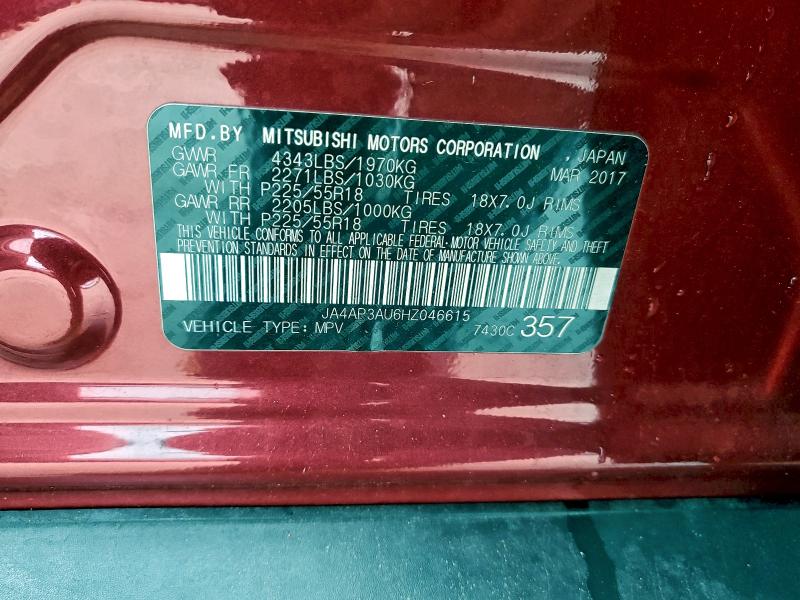 MFD.BY MITSUBISHI MOTORS CORPORATION , JAPAN
GVWR 4343LBS/1970KG MAR 2017
GAWR FR 2271LBS/1030KG
WITH P225/55R18 TIRES 18X7.0J RIMS
GAWR RR 2205LBS/1000KG
WITH P225/55R18 TIRES 18X7.0J RIMS
THIS VEHICLE CONFORMS TO ALL APPLICABLE FEDERAL MOTOR VEHICLE SAFETY AND THEFT
PREVENTION STANDARDS IN EFFECT ON THE DATE OF MANUFACTURE SHOWN ABOVE.
JA4AP3AU6HZ046615
VEHICLE TYPE: MPV 7430C 357